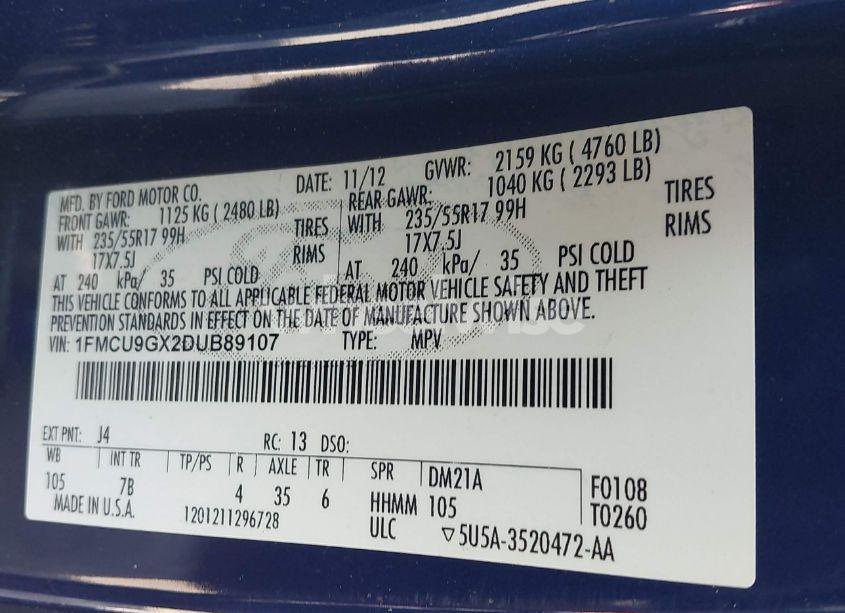 MFD. BY FORD MOTOR CO. DATE: 11/12 GVWR: 2159 KG ( 4760 LB)
FRONT GAWR: 1125 KG ( 2480 LB) REAR GAWR: 1040 KG ( 2293 LB)
WITH 235/55R17 99H TIRES WITH 235/55R17 99H TIRES
17X7.5J RIMS 17X7.5J RIMS
AT 240 kPa/ 35 PSI COLD AT 240 kPa/ 35 PSI COLD
THIS VEHICLE CONFORMS TO ALL APPLICABLE FEDERAL MOTOR VEHICLE SAFETY AND THEFT
PREVENTION STANDARDS IN EFFECT ON THE DATE OF MANUFACTURE SHOWN ABOVE.
VIN: 1FMCU9GX2DUB89107 TYPE: MPV
EXT PNT: J4 RC: 13 DSO:
WB INT TR TP/PS R AXLE TR SPR DM21A F0108
105 7B 4 35 6 HHMM 105 T0260
MADE IN U.S.A. 1201211296728 ULC ▽5U5A-3520472-AA